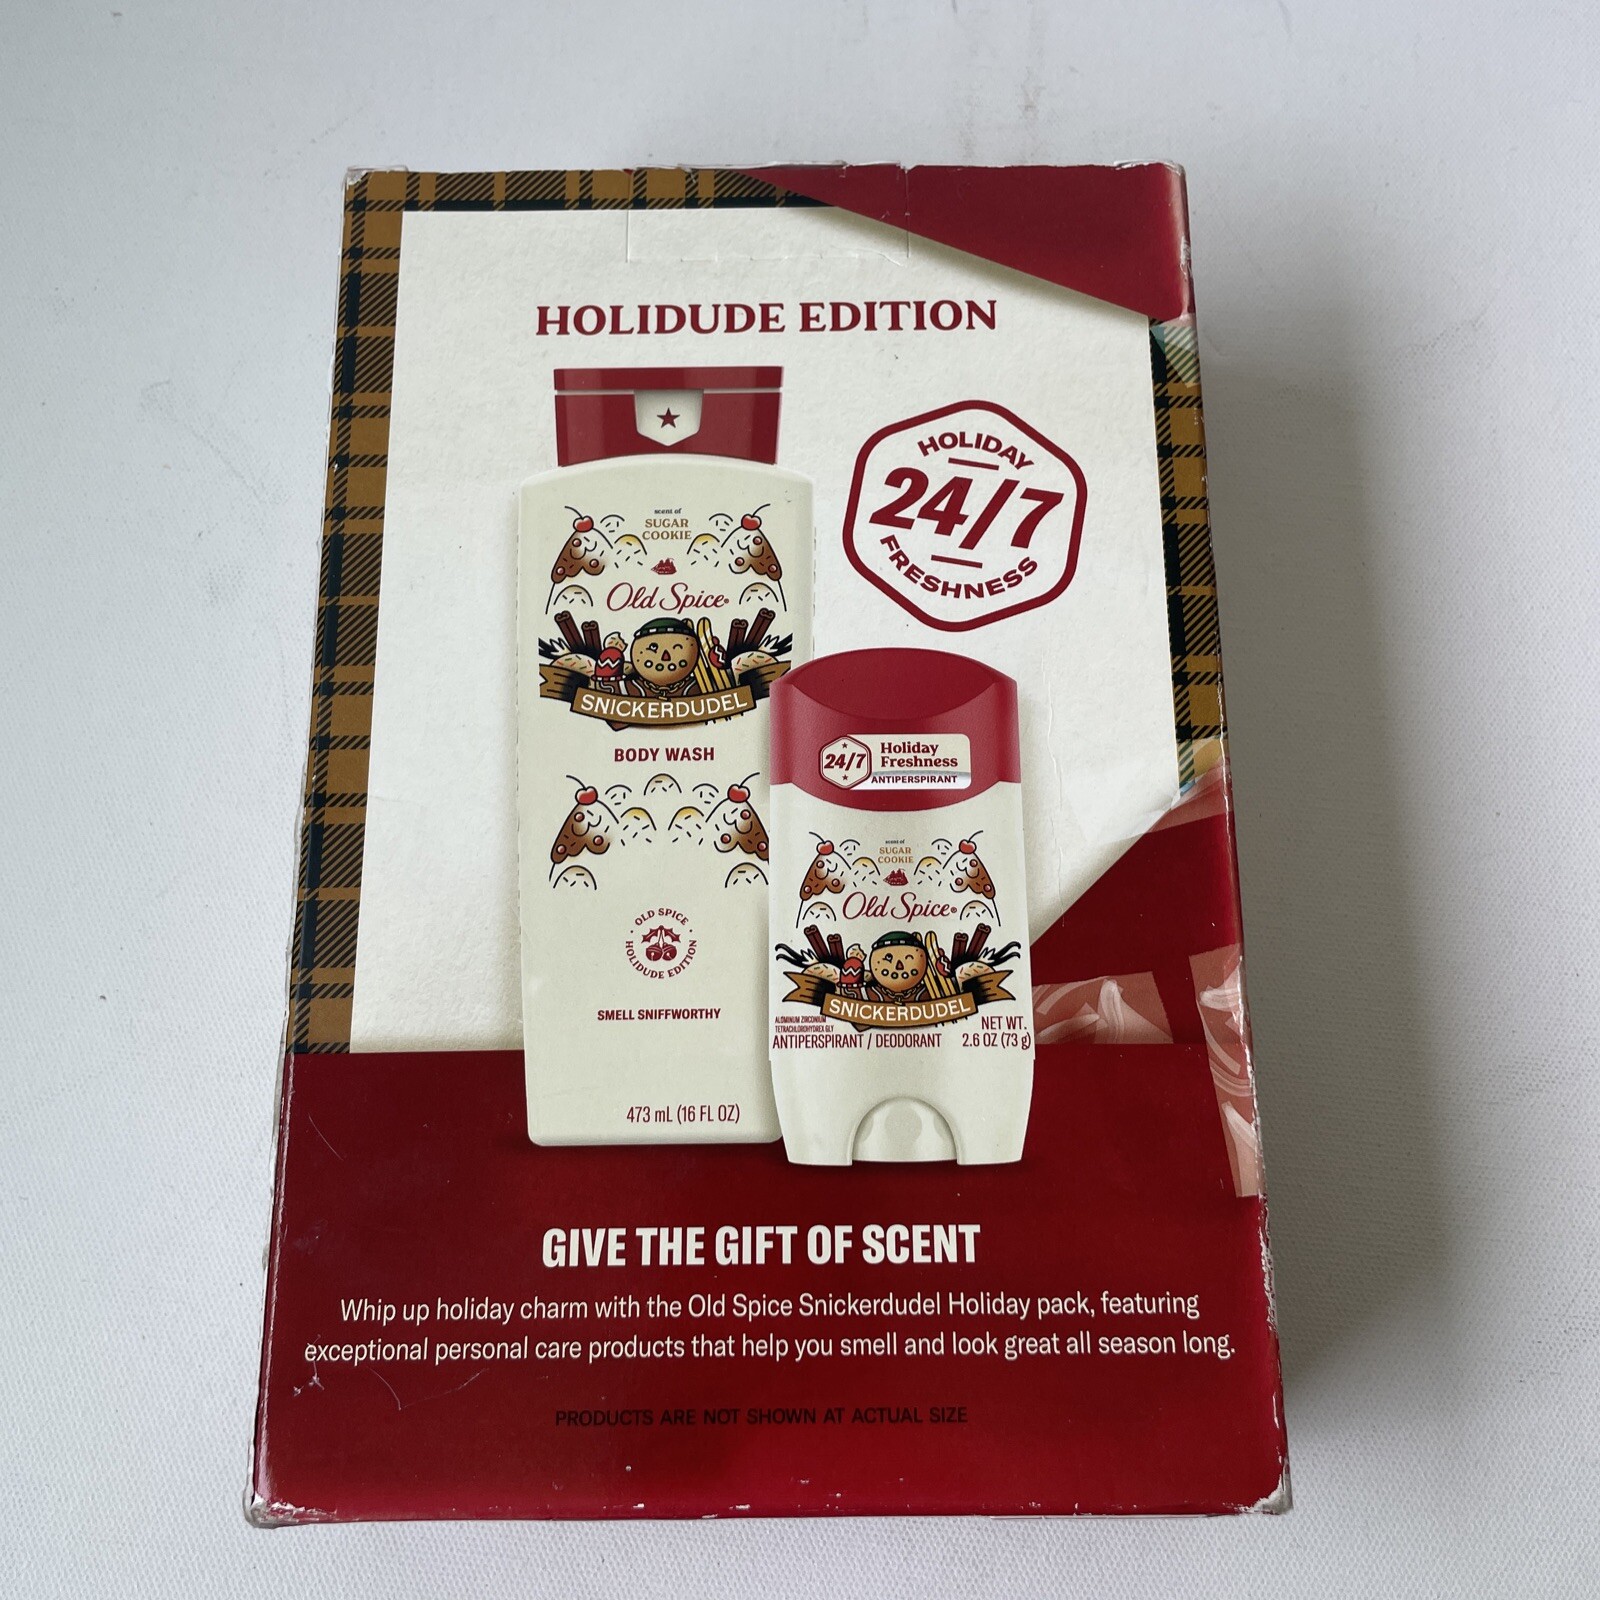 HOLIDUDE EDITION
HOLIDAY
24/7
FRESHNESS
scent of
SUGAR
COOKIE
Old Spice®
SNICKERDUDEL
BODY WASH
OLD SPICE
HOLIDUDE EDITION
SMELL SNIFFWORTHY
473 mL (16 FL OZ)
24/7
Holiday
Freshness
ANTIPERSPIRANT
scent of
SUGAR
COOKIE
Old Spice®
SNICKERDUDEL
ALUMINUM ZIRCONIUM
TETRACHLOROHYDREX GLY
ANTIPERSPIRANT / DEODORANT
NET WT.
2.6 OZ (73 g)
GIVE THE GIFT OF SCENT
Whip up holiday charm with the Old Spice Snickerdudel Holiday pack, featuring
exceptional personal care products that help you smell and look great all season long.
PRODUCTS ARE NOT SHOWN AT ACTUAL SIZE